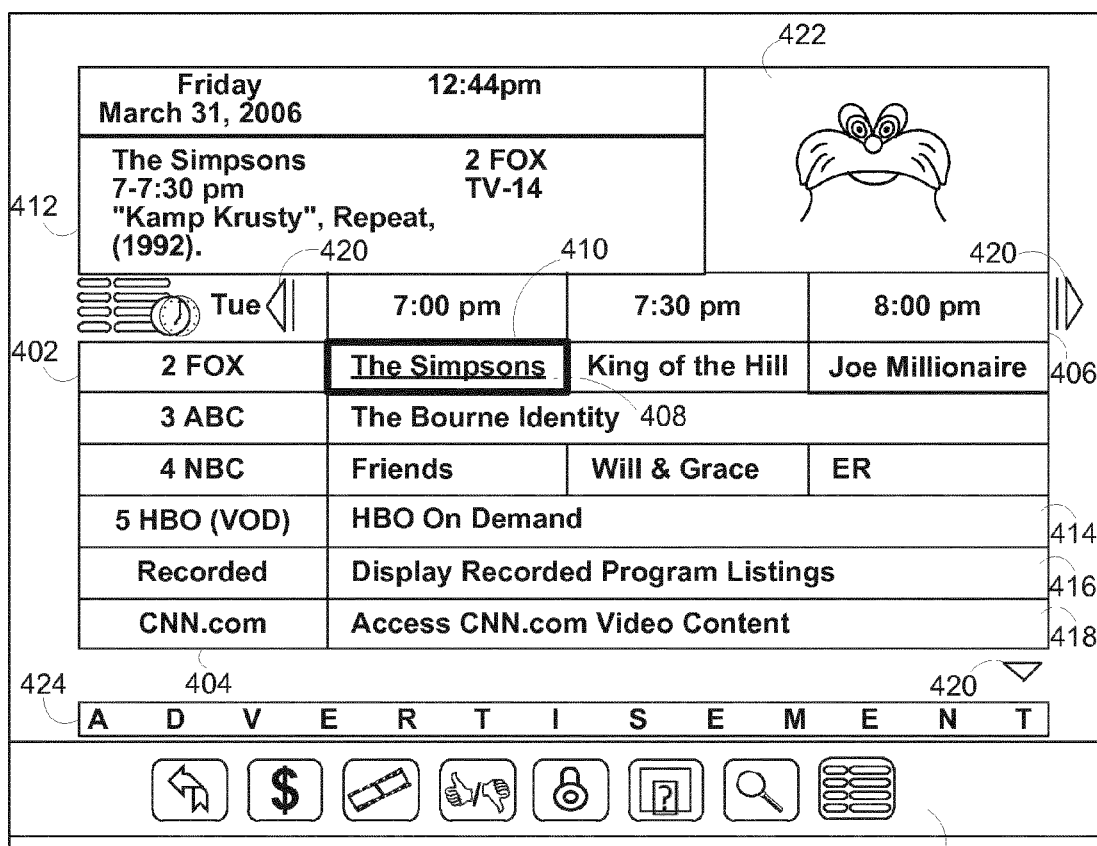 422
Friday 12:44pm
March 31, 2006
The Simpsons 2 FOX
7-7:30 pm TV-14
"Kamp Krusty", Repeat,
(1992).
412
420 410 420
Tue 7:00 pm 7:30 pm 8:00 pm
402
2 FOX The Simpsons King of the Hill Joe Millionaire
406
3 ABC The Bourne Identity 408
4 NBC Friends Will & Grace ER
5 HBO (VOD) HBO On Demand
414
Recorded Display Recorded Program Listings
416
CNN.com Access CNN.com Video Content
418
424 404 420
A D V E R T I S E M E N T
$ ?